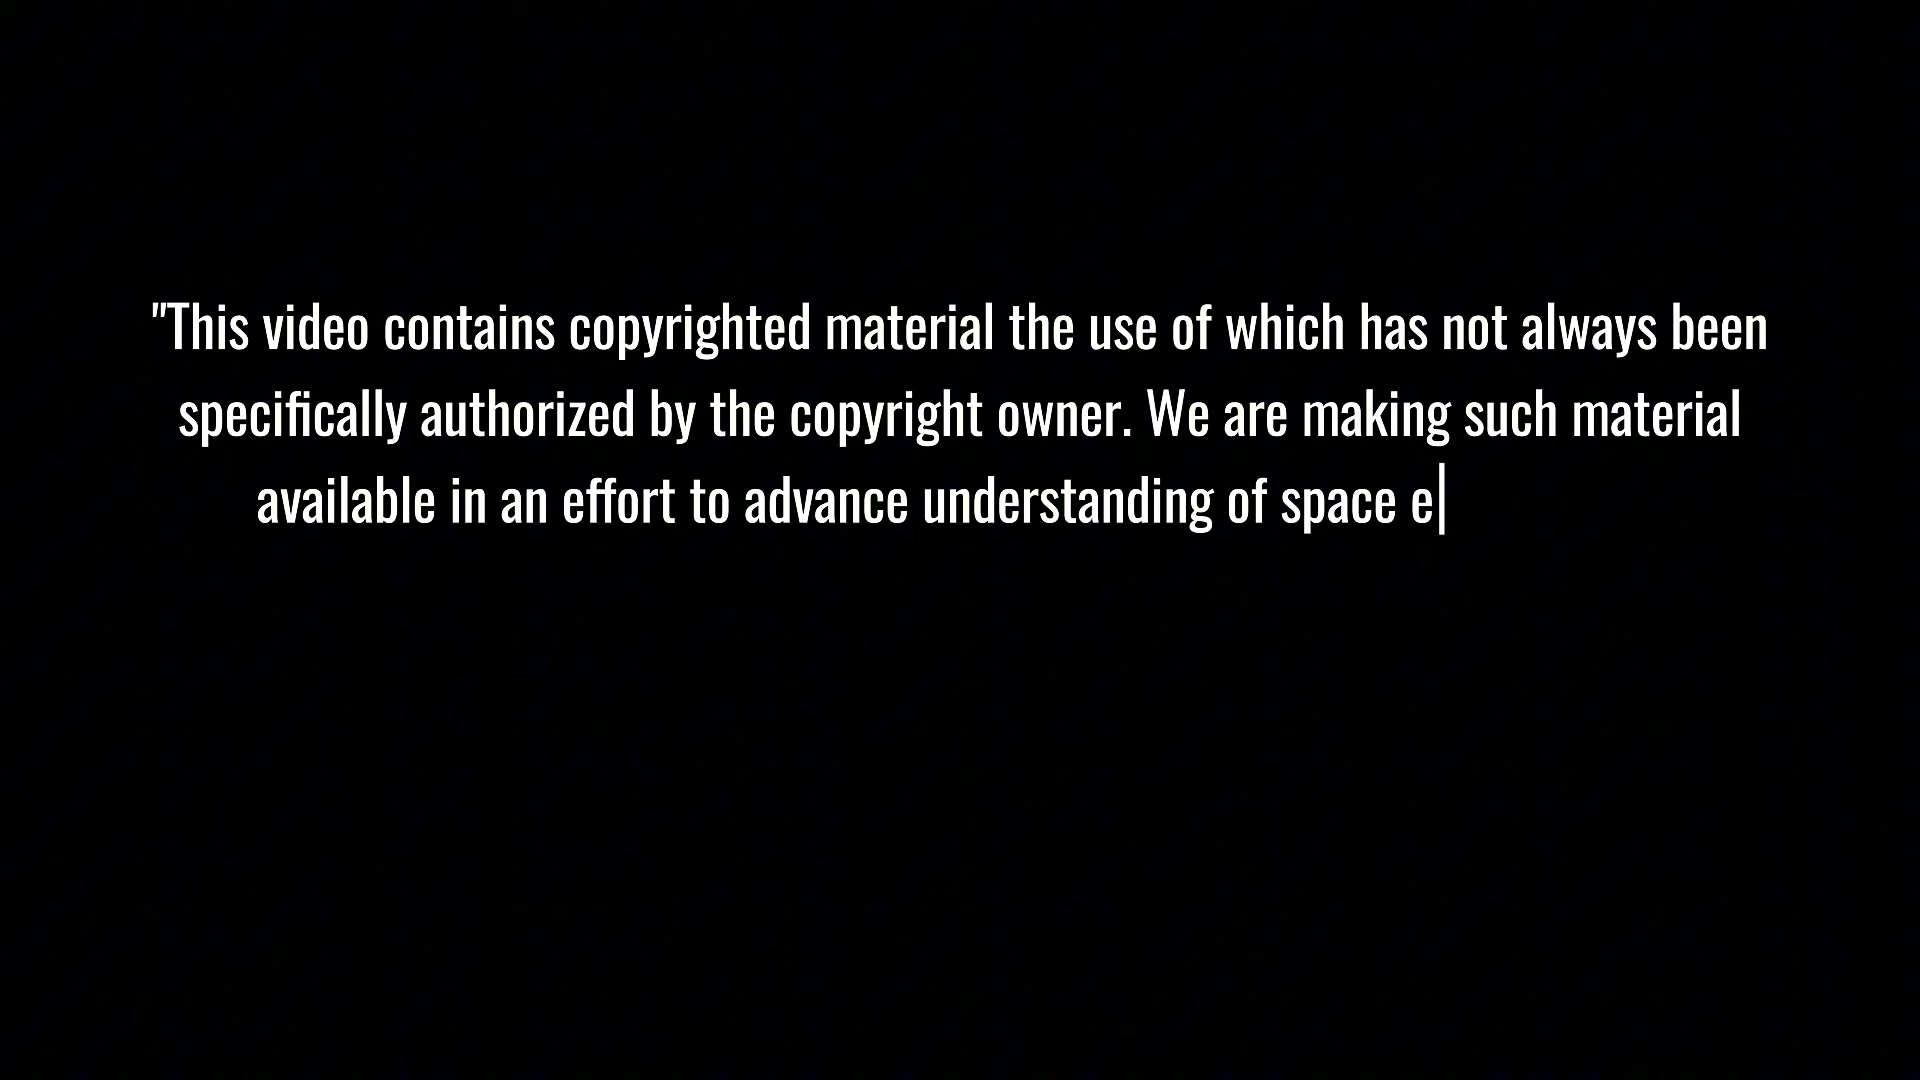 "This video contains copyrighted material the use of which has not always been
specifically authorized by the copyright owner. We are making such material
available in an effort to advance understanding of space e